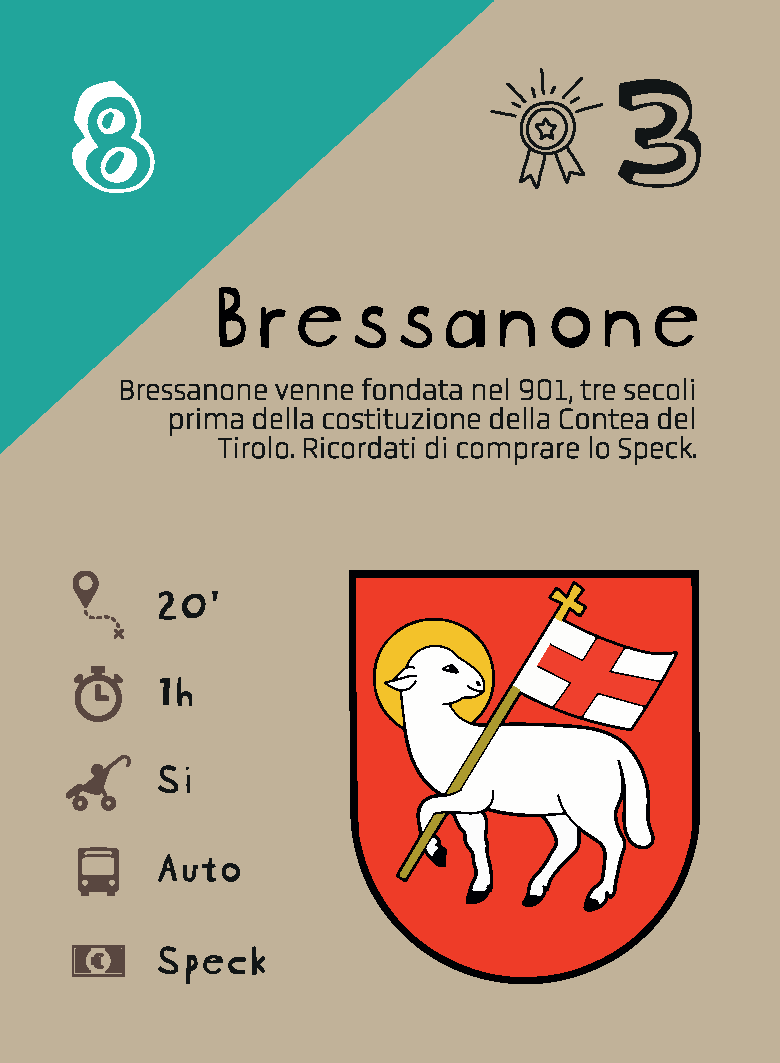 8
3
Bressanone
Bressanone venne fondata nel 901, tre secoli
prima della costituzione della Contea del
Tirolo. Ricordati di comprare lo Speck.
20'
1h
Si
Auto
Speck